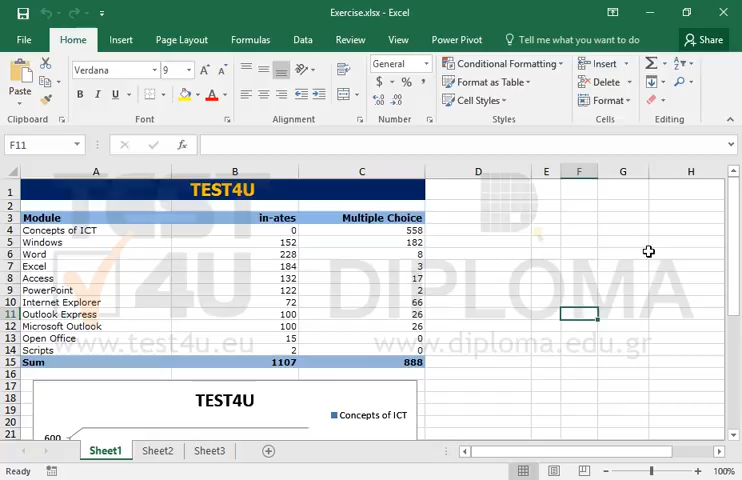 Exercise.xlsx - Excel
File Home Insert Page Layout Formulas Data Review View Power Pivot Tell me what you want to do Share
Paste
Verdana 9
General
Conditional Formatting
Format as Table
Cell Styles
Insert
Delete
Format
Clipboard Font Alignment Number Styles Cells Editing
F11
fx
A B C D E F G H
1 TEST4U
2
3 Module in-ates Multiple Choice
4 Concepts of ICT 0 558
5 Windows 152 182
6 Word 228 8
7 Excel 184 3
8 Access 132 17
9 PowerPoint 122 2
10 Internet Explorer 72 66
11 Outlook Express 100 26
12 Microsoft Outlook 100 26
13 Open Office 15 0
14 Scripts 2 0
15 Sum 1107 888
16
17
18 TEST4U
19 Concepts of ICT
20
21 600
TEST 4U
www.test4u.eu
DIPLOMA
www.diploma.edu.gr
Sheet1 Sheet2 Sheet3
Ready 100%